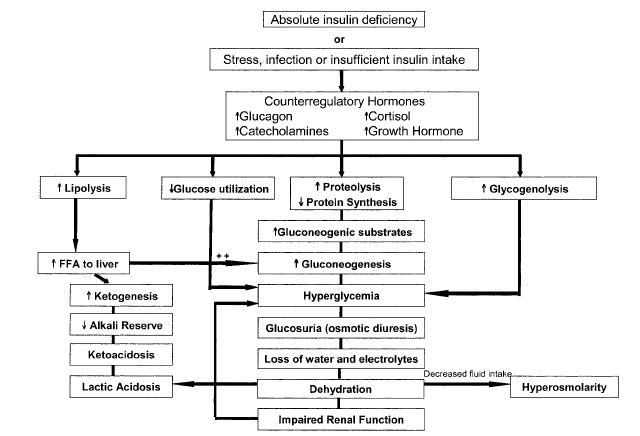 Absolute insulin deficiency
or
Stress, infection or insufficient insulin intake
Counterregulatory Hormones
↑Glucagon ↑Cortisol
↑Catecholamines ↑Growth Hormone
↑ Lipolysis
↓Glucose utilization
↑ Proteolysis
↓ Protein Synthesis
↑ Glycogenolysis
↑Gluconeogenic substrates
↑ FFA to liver
++
↑ Gluconeogenesis
↑ Ketogenesis
Hyperglycemia
↓ Alkali Reserve
Glucosuria (osmotic diuresis)
Ketoacidosis
Loss of water and electrolytes
Decreased fluid intake
Lactic Acidosis
Dehydration
Hyperosmolarity
Impaired Renal Function